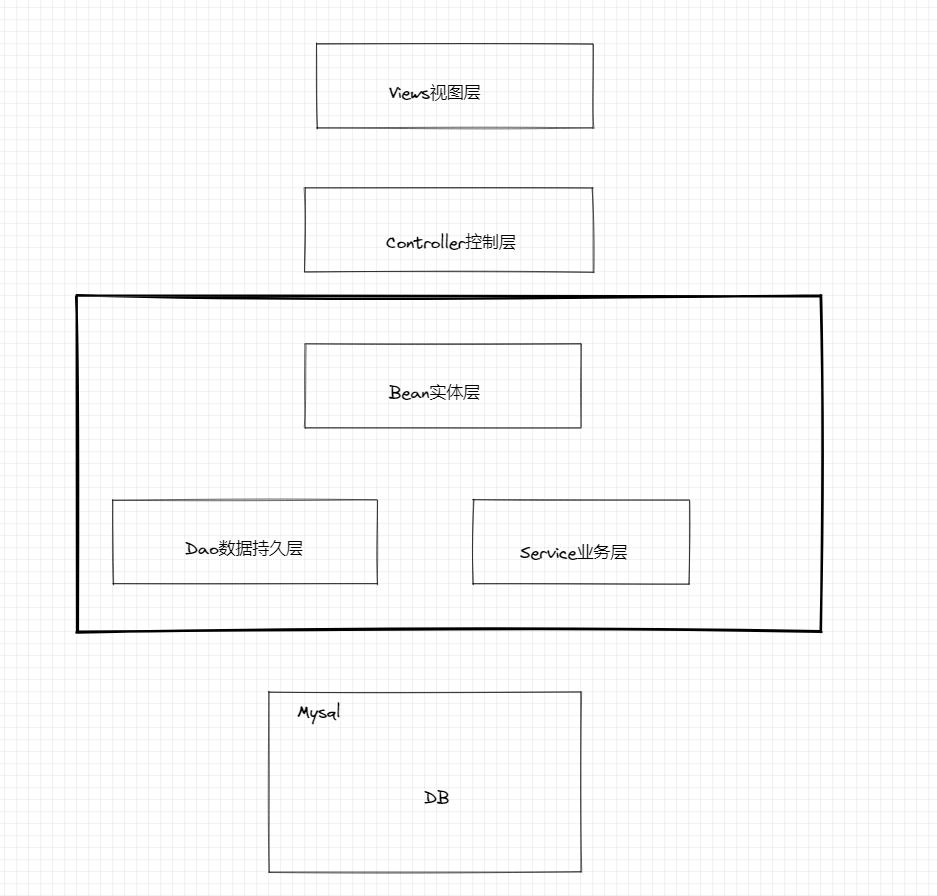 Views视图层
Controller控制层
Bean实体层
Dao数据持久层
Service业务层
Mysal
DB